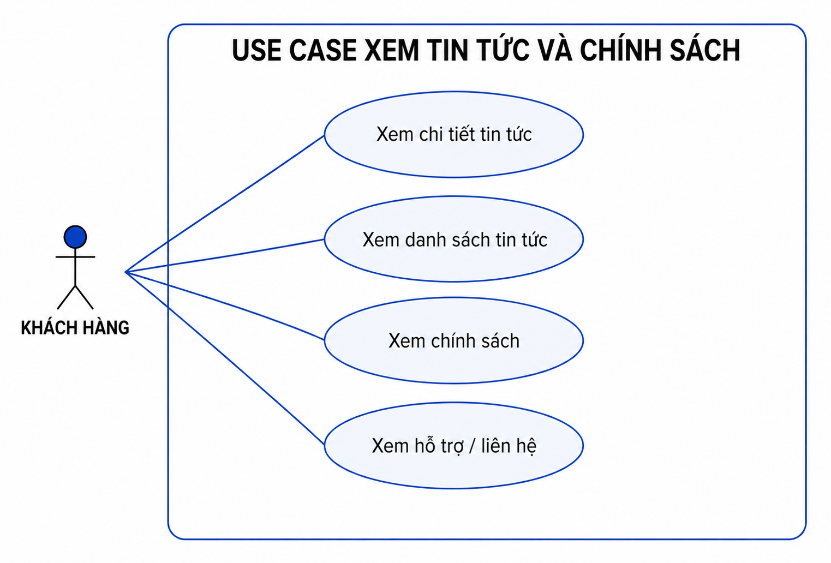 USE CASE XEM TIN TỨC VÀ CHÍNH SÁCH
Xem chi tiết tin tức
Xem danh sách tin tức
KHÁCH HÀNG
Xem chính sách
Xem hỗ trợ / liên hệ